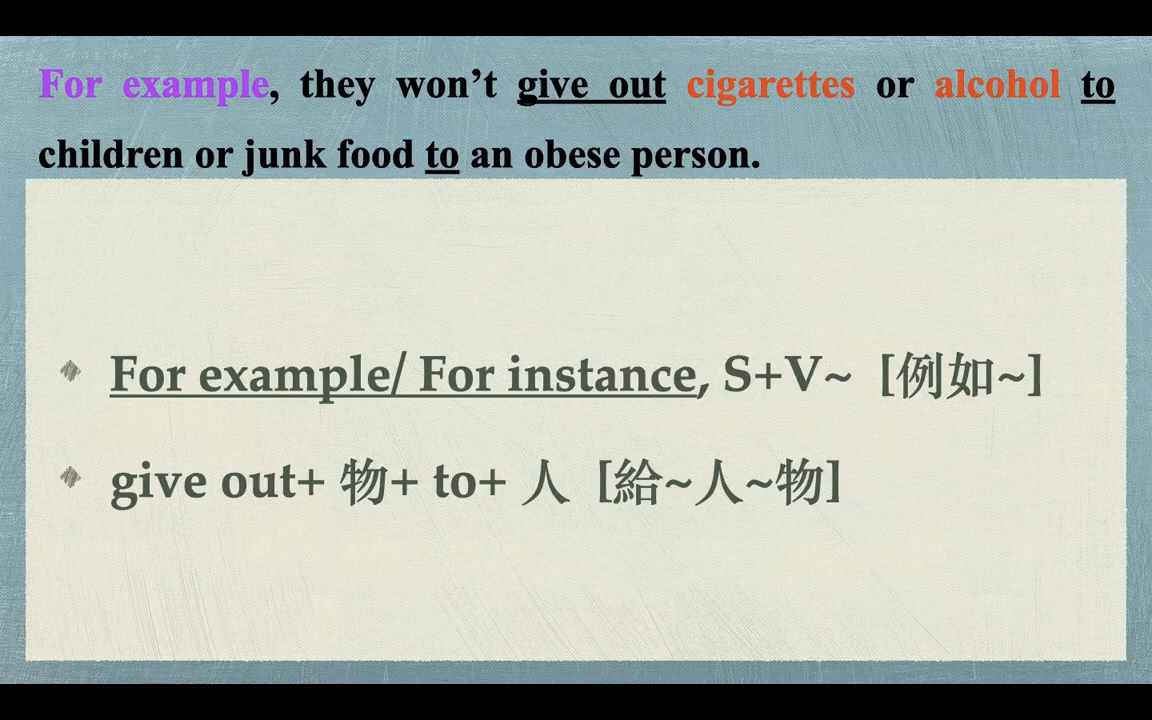 For example, they won’t give out cigarettes or alcohol to
children or junk food to an obese person.
For example/ For instance, S+V~ [例如~]
give out+ 物+ to+ 人 [給~人~物]